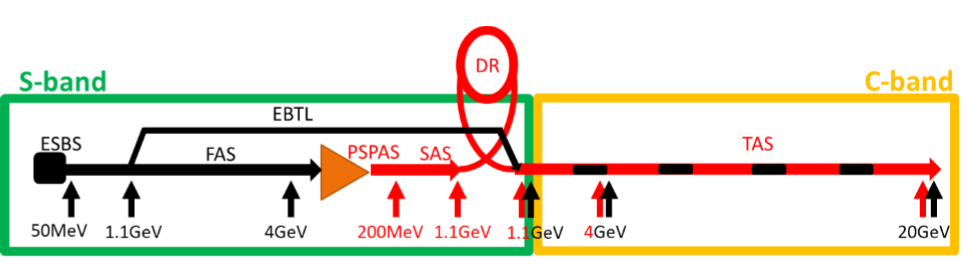 S-band
C-band
DR
EBTL
ESBS
FAS
PSPAS
SAS
TAS
50MeV
1.1GeV
4GeV
200MeV
1.1GeV
1.1GeV
4GeV
20GeV